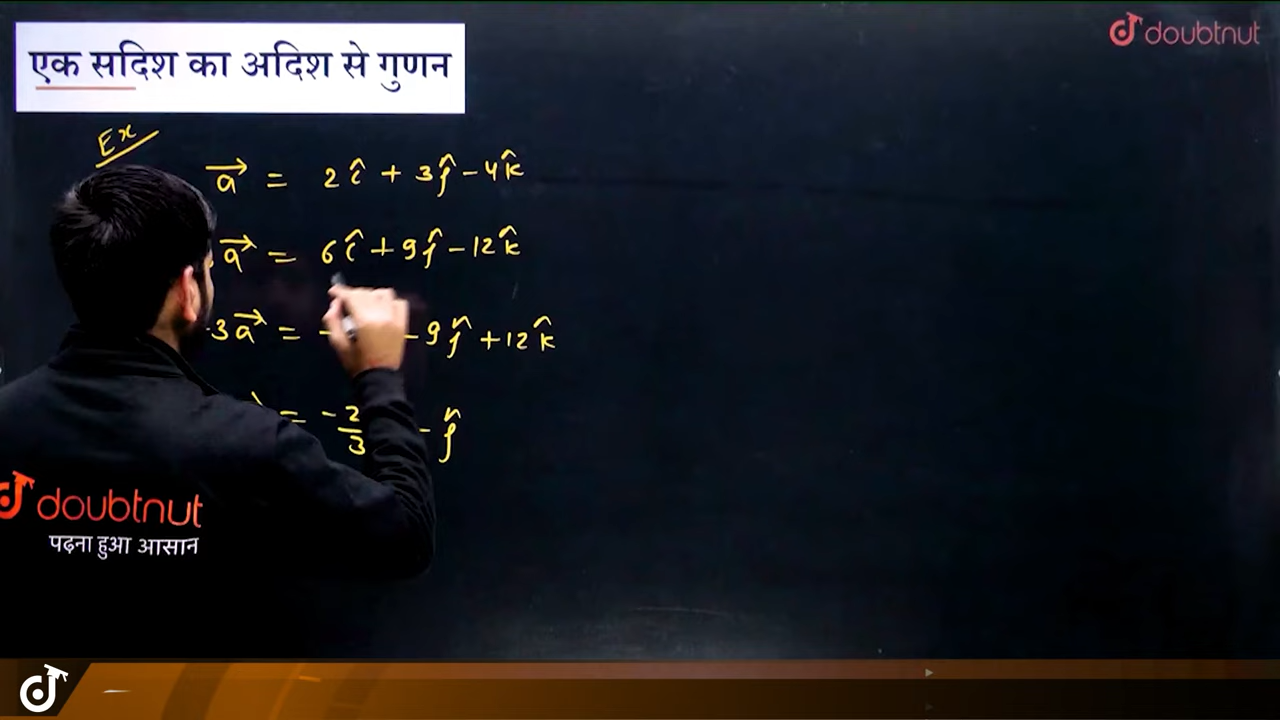 doubtnut
एक सदिश का अदिश से गुणन
Ex
a⃗ = 2î + 3ĵ - 4k̂
a⃗ = 6î + 9ĵ - 12k̂
-3a⃗ = - - 9ĵ + 12k̂
= -2/3 - ĵ
doubtnut
पढ़ना हुआ आसान